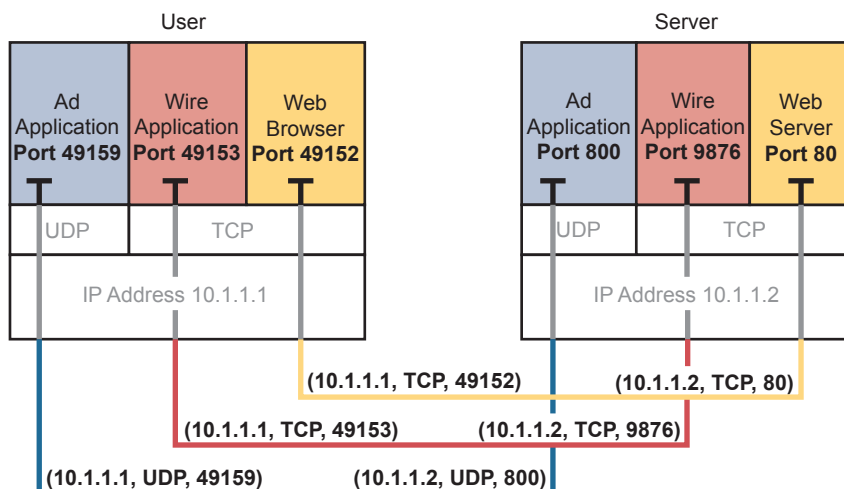 User
Server
Ad
Application
Port 49159
Wire
Application
Port 49153
Web
Browser
Port 49152
Ad
Application
Port 800
Wire
Application
Port 9876
Web
Server
Port 80
UDP
TCP
UDP
TCP
IP Address 10.1.1.1
IP Address 10.1.1.2
(10.1.1.1, TCP, 49152)
(10.1.1.2, TCP, 80)
(10.1.1.1, TCP, 49153)
(10.1.1.2, TCP, 9876)
(10.1.1.1, UDP, 49159)
(10.1.1.2, UDP, 800)